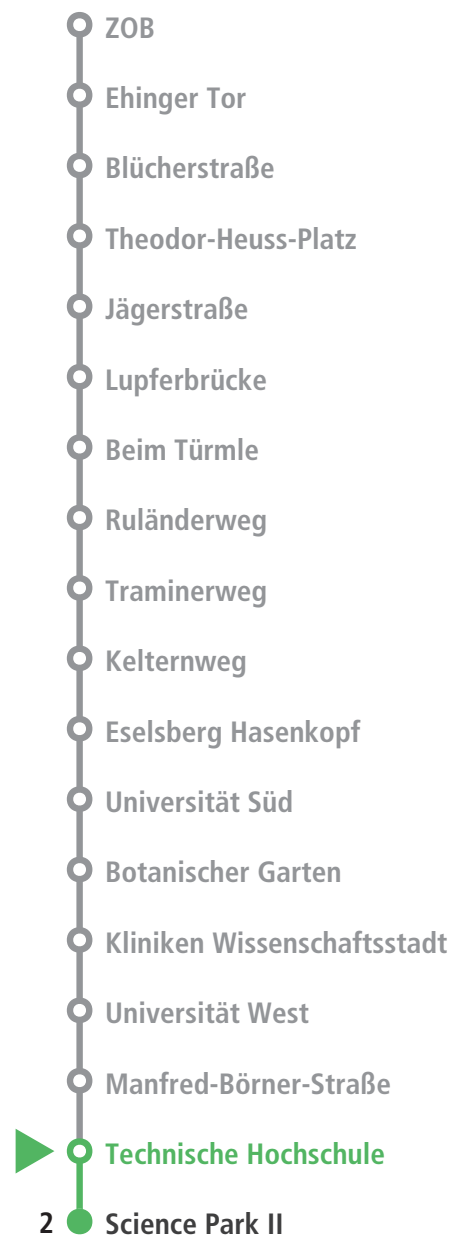 ZOB
Ehinger Tor
Blücherstraße
Theodor-Heuss-Platz
Jägerstraße
Lupferbrücke
Beim Türmle
Ruländerweg
Traminerweg
Kelternweg
Eselsberg Hasenkopf
Universität Süd
Botanischer Garten
Kliniken Wissenschaftsstadt
Universität West
Manfred-Börner-Straße
Technische Hochschule
2 Science Park II